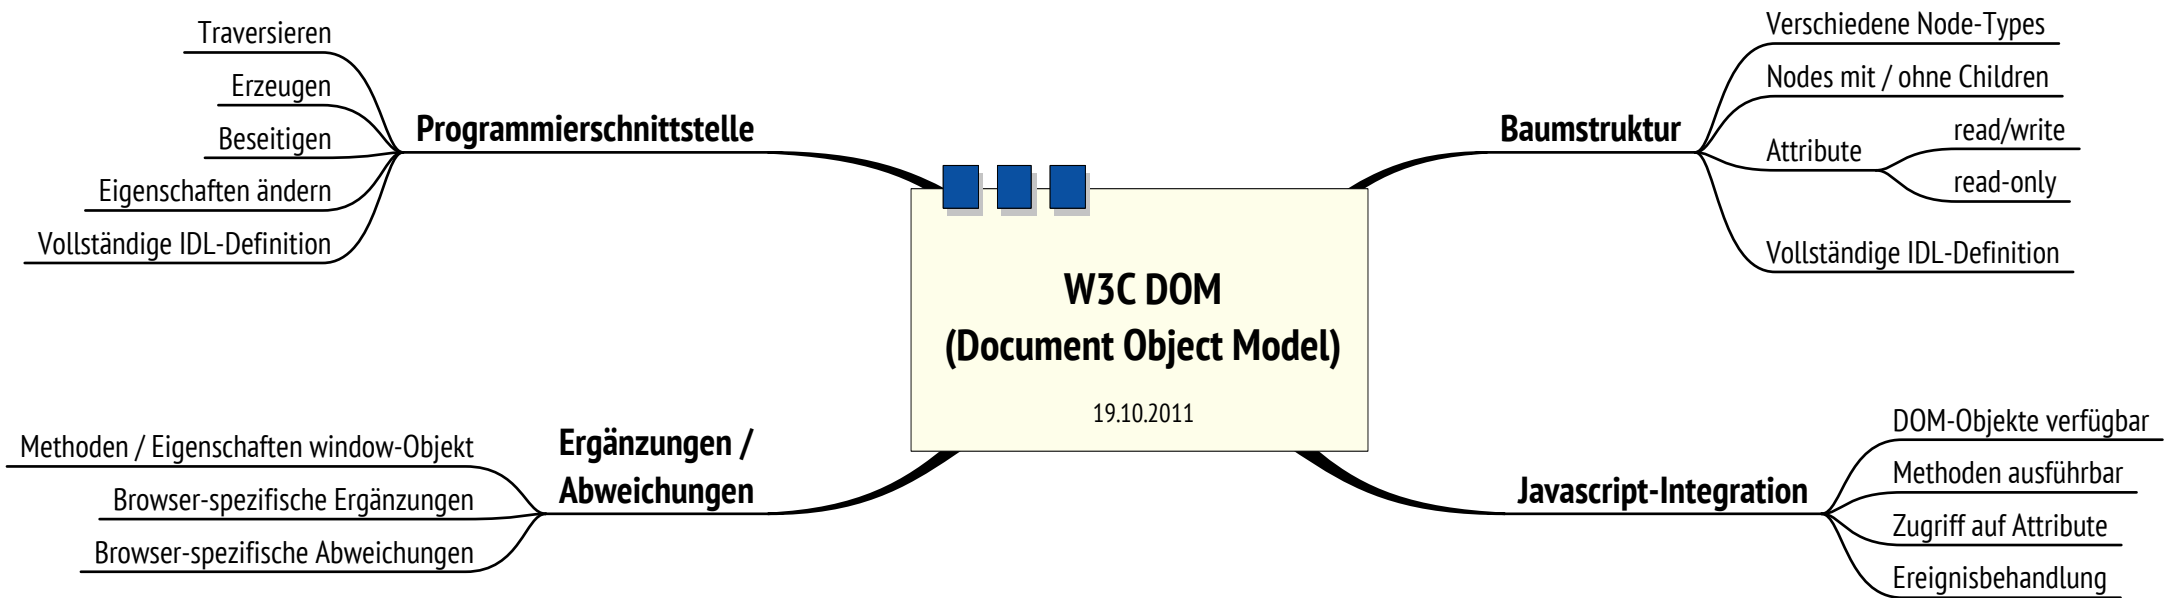 W3C DOM
(Document Object Model)
19.10.2011
Baumstruktur
Verschiedene Node-Types
Nodes mit / ohne Children
Attribute
read/write
read-only
Vollständige IDL-Definition
Javascript-Integration
DOM-Objekte verfügbar
Methoden ausführbar
Zugriff auf Attribute
Ereignisbehandlung
Programmierschnittstelle
Traversieren
Erzeugen
Beseitigen
Eigenschaften ändern
Vollständige IDL-Definition
Ergänzungen /
Abweichungen
Methoden / Eigenschaften window-Objekt
Browser-spezifische Ergänzungen
Browser-spezifische Abweichungen